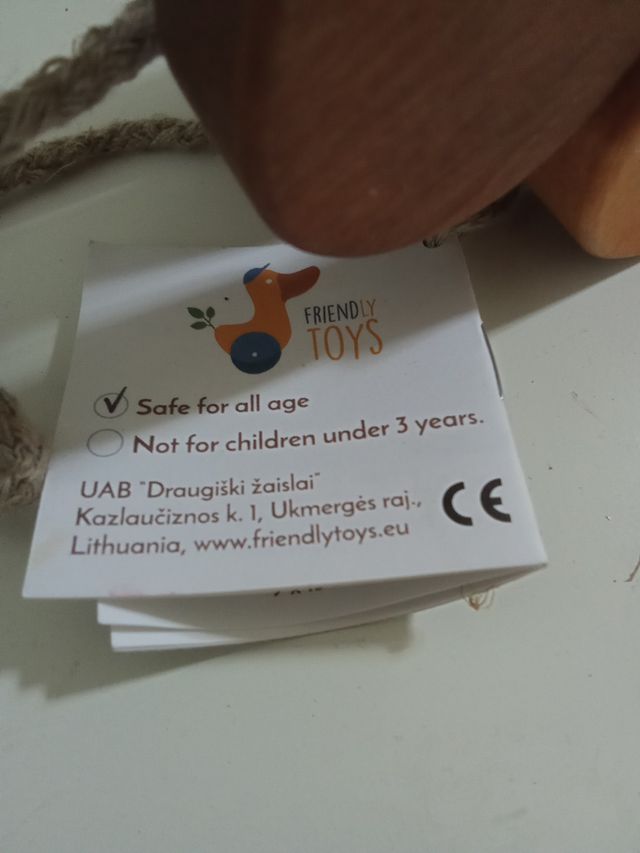 FRIENDLY
TOYS
Safe for all age
Not for children under 3 years.
UAB "Draugiški žaislai"
Kazlaučiznos k. 1, Ukmergės raj.,
Lithuania, www.friendlytoys.eu
CE